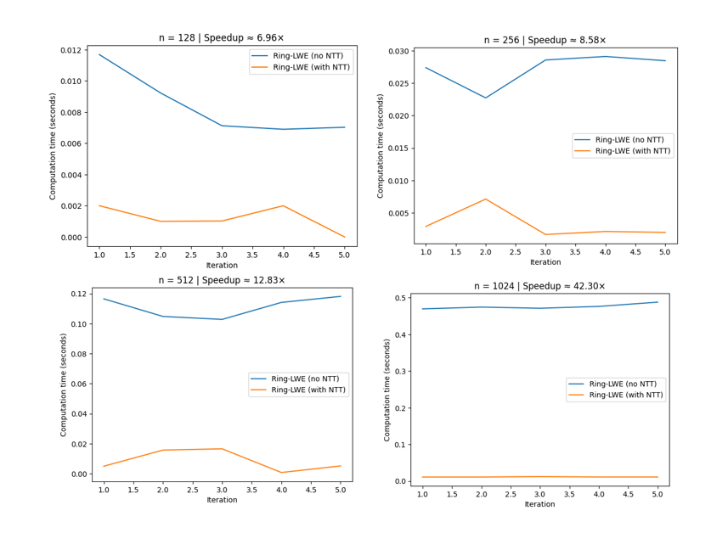 n = 128 | Speedup ≈ 6.96×
0.012
0.010
0.008
0.006
0.004
0.002
0.000
Computation time (seconds)
Ring-LWE (no NTT)
Ring-LWE (with NTT)
1.0 1.5 2.0 2.5 3.0 3.5 4.0 4.5 5.0
Iteration
n = 256 | Speedup ≈ 8.58×
0.030
0.025
0.020
0.015
0.010
0.005
Computation time (seconds)
Ring-LWE (no NTT)
Ring-LWE (with NTT)
1.0 1.5 2.0 2.5 3.0 3.5 4.0 4.5 5.0
Iteration
n = 512 | Speedup ≈ 12.83×
0.12
0.10
0.08
0.06
0.04
0.02
0.00
Computation time (seconds)
Ring-LWE (no NTT)
Ring-LWE (with NTT)
1.0 1.5 2.0 2.5 3.0 3.5 4.0 4.5 5.0
Iteration
n = 1024 | Speedup ≈ 42.30×
0.5
0.4
0.3
0.2
0.1
0.0
Computation time (seconds)
Ring-LWE (no NTT)
Ring-LWE (with NTT)
1.0 1.5 2.0 2.5 3.0 3.5 4.0 4.5 5.0
Iteration